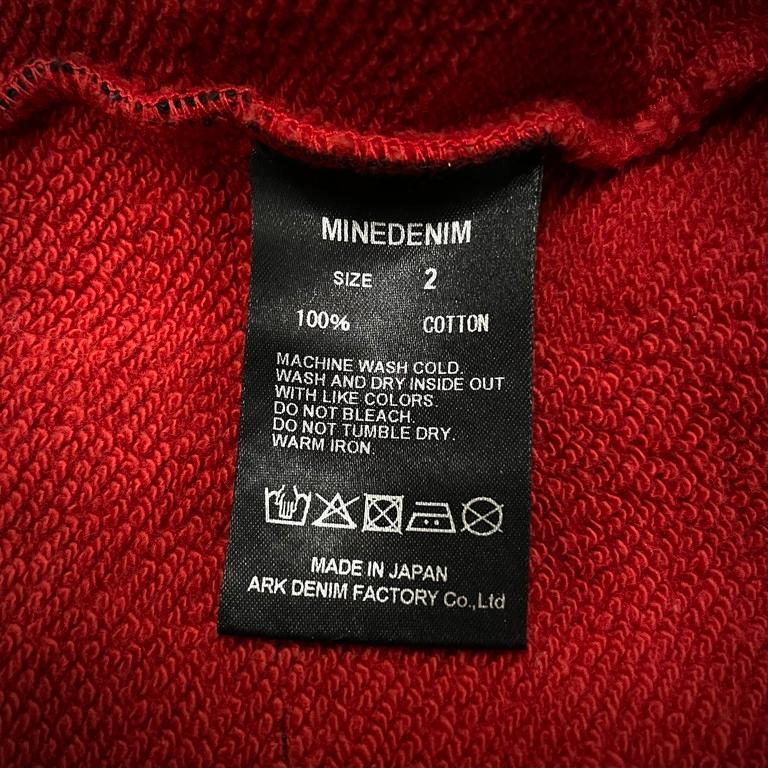 MINEDENIM
SIZE 2
100% COTTON
MACHINE WASH COLD.
WASH AND DRY INSIDE OUT
WITH LIKE COLORS.
DO NOT BLEACH.
DO NOT TUMBLE DRY.
WARM IRON
MADE IN JAPAN
ARK DENIM FACTORY Co.,Ltd